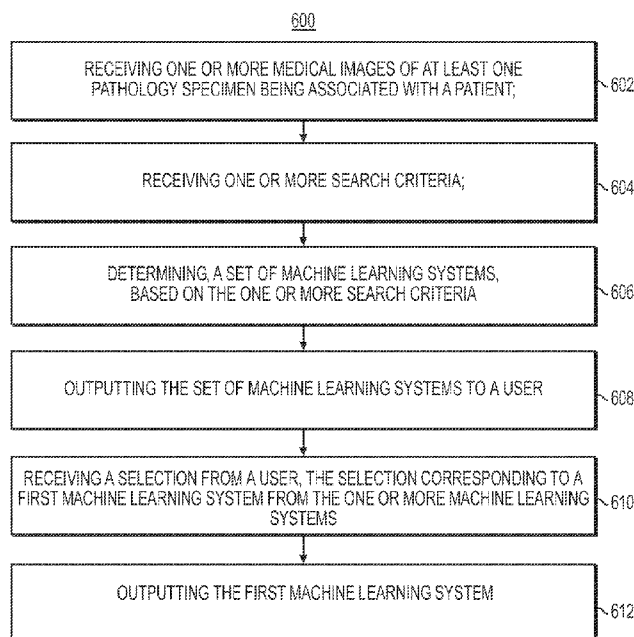 600
RECEIVING ONE OR MORE MEDICAL IMAGES OF AT LEAST ONE
PATHOLOGY SPECIMEN BEING ASSOCIATED WITH A PATIENT;
602
RECEIVING ONE OR MORE SEARCH CRITERIA;
604
DETERMINING, A SET OF MACHINE LEARNING SYSTEMS,
BASED ON THE ONE OR MORE SEARCH CRITERIA
606
OUTPUTTING THE SET OF MACHINE LEARNING SYSTEMS TO A USER
608
RECEIVING A SELECTION FROM A USER, THE SELECTION CORRESPONDING TO A
FIRST MACHINE LEARNING SYSTEM FROM THE ONE OR MORE MACHINE LEARNING
SYSTEMS
610
OUTPUTTING THE FIRST MACHINE LEARNING SYSTEM
612